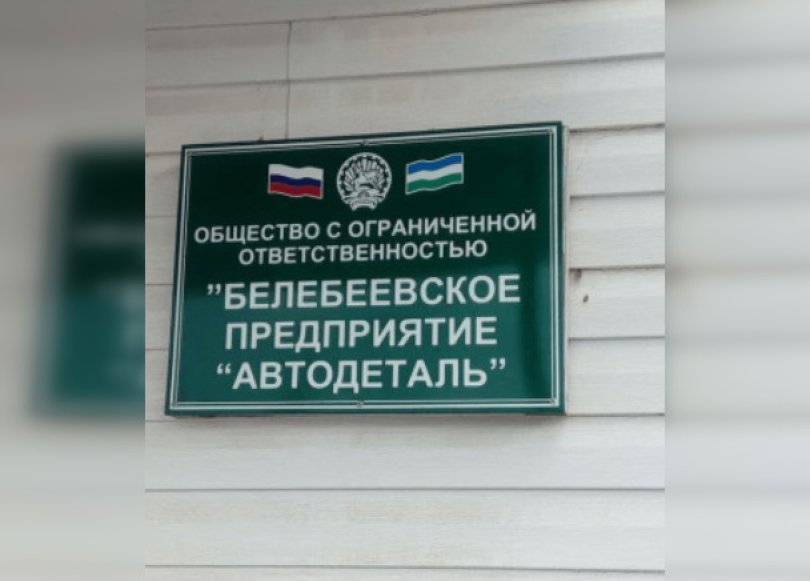 ОБЩЕСТВО С ОГРАНИЧЕННОЙ
ОТВЕТСТВЕННОСТЬЮ
”БЕЛЕБЕЕВСКОЕ
ПРЕДПРИЯТИЕ
“АВТОДЕТАЛЬ”